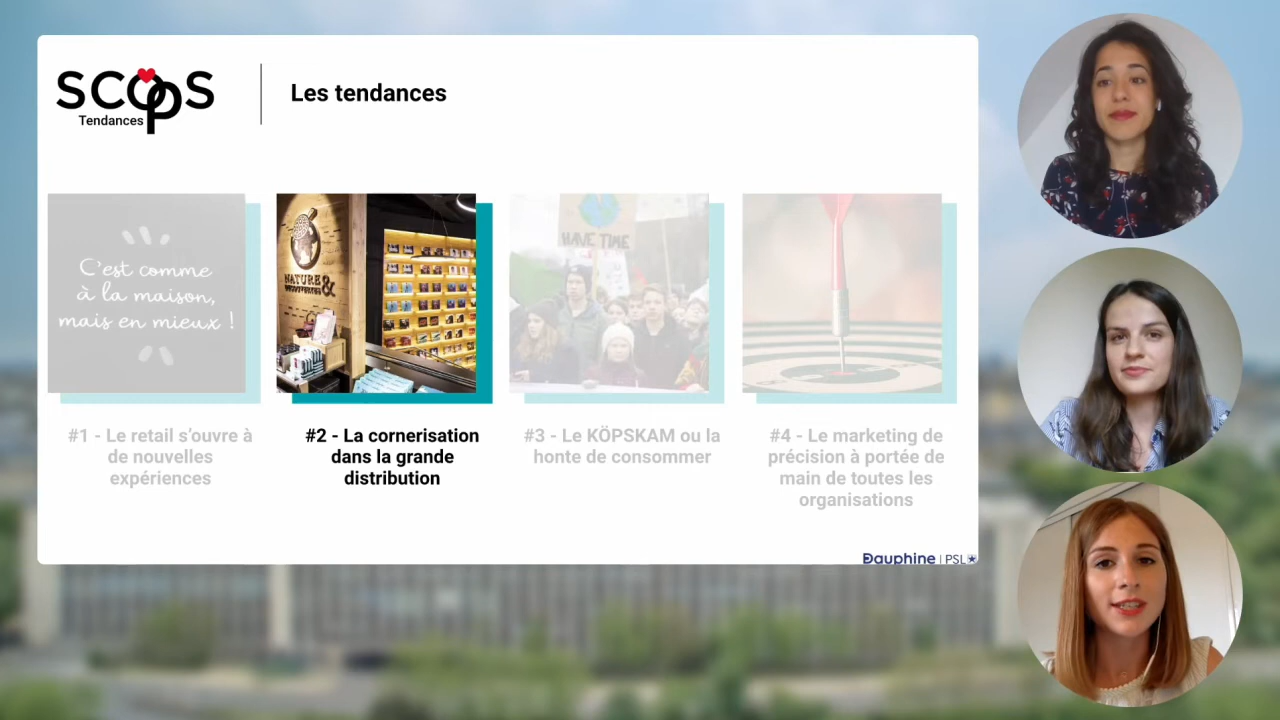 SCOPS
Tendances
Les tendances
C'est comme
à la maison,
mais en mieux !
NATURE &
HAVE TIME
#1 - Le retail s'ouvre à
de nouvelles
expériences
#2 - La cornerisation
dans la grande
distribution
#3 - Le KÖPSKAM ou la
honte de consommer
#4 - Le marketing de
précision à portée de
main de toutes les
organisations
Dauphine | PSL